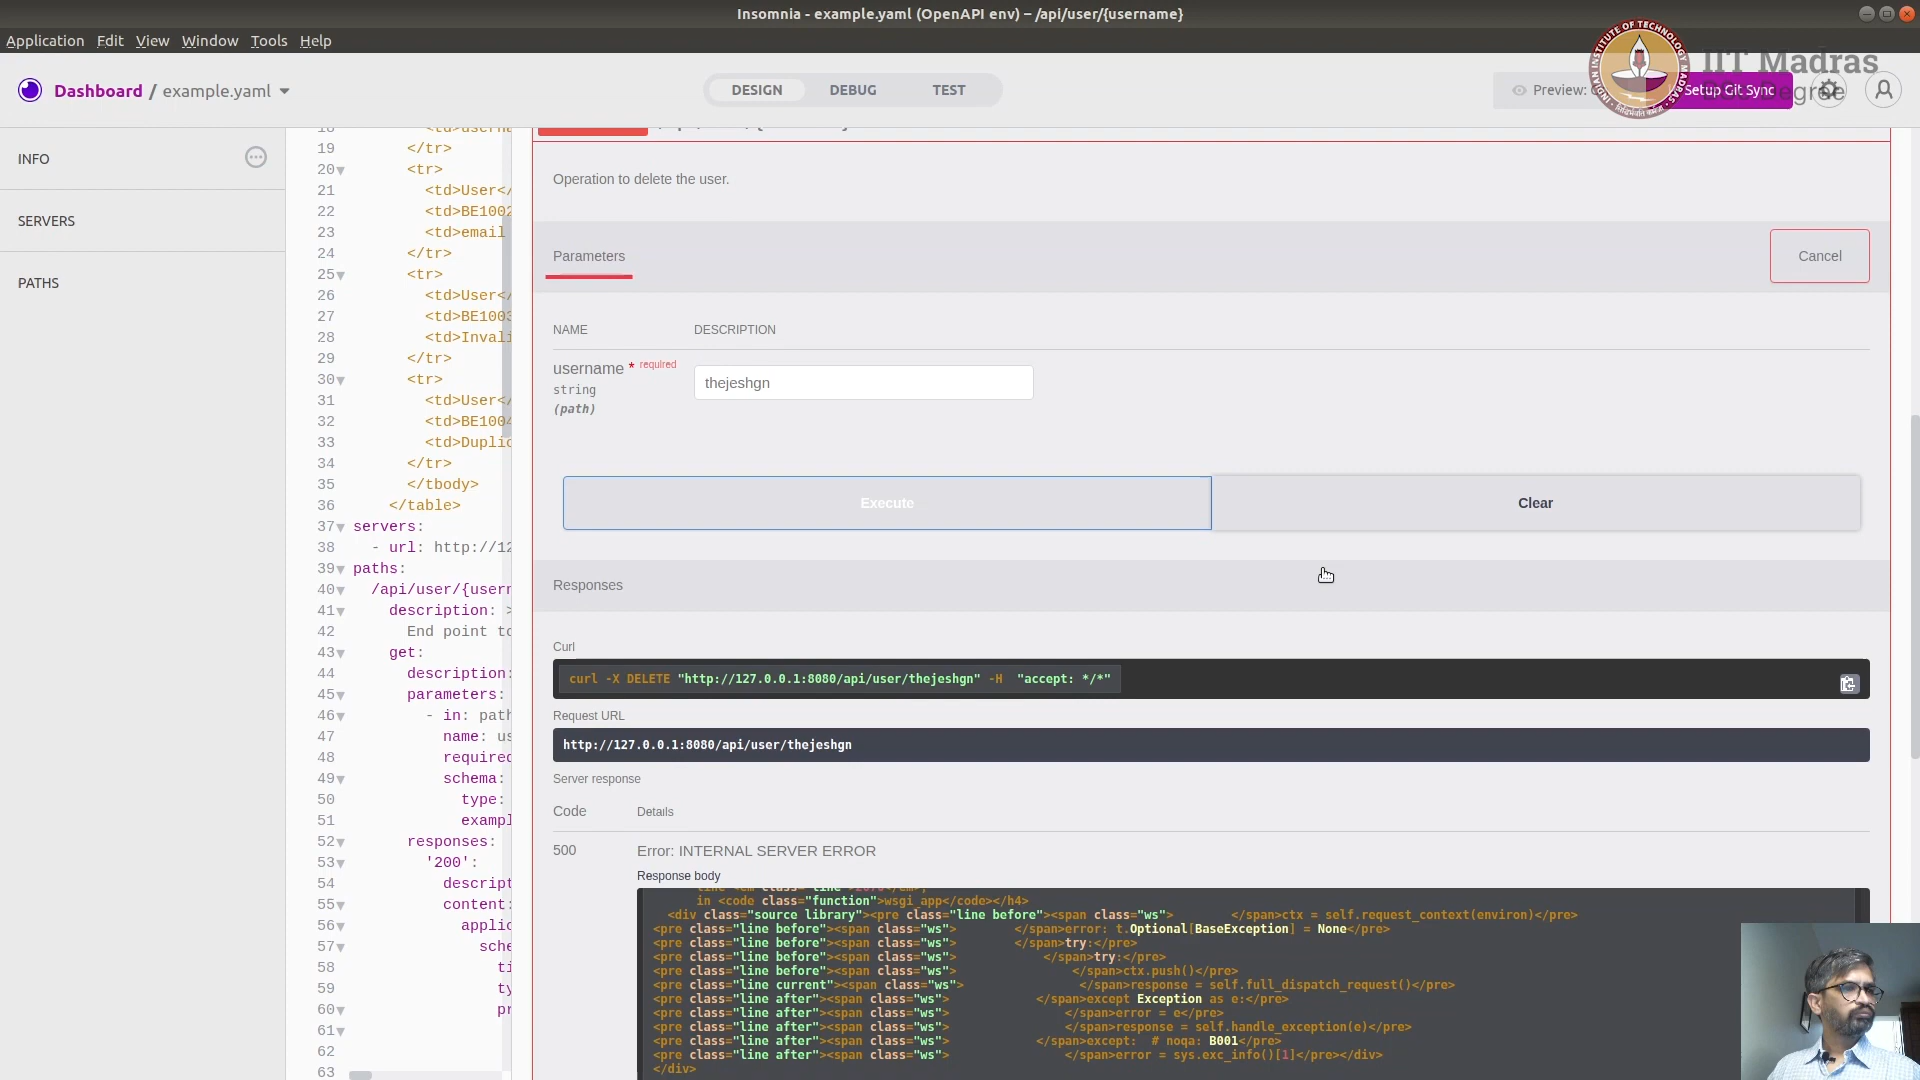 Insomnia - example.yaml (OpenAPI env) – /api/user/{username}
Application Edit View Window Tools Help
Dashboard / example.yaml
DESIGN DEBUG TEST
Preview:
Setup Git Sync
IIT Madras
Degree
INDIAN INSTITUTE OF TECHNOLOGY MADRAS
INFO
SERVERS
PATHS
18
19 </tr>
20 <tr>
21 <td>User</
22 <td>BE1002
23 <td>email
24 </tr>
25 <tr>
26 <td>User</
27 <td>BE1003
28 <td>Invali
29 </tr>
30 <tr>
31 <td>User</
32 <td>BE1004
33 <td>Duplic
34 </tr>
35 </tbody>
36 </table>
37 servers:
38 - url: http://12
39 paths:
40 /api/user/{usern
41 description: >
42 End point to
43 get:
44 description:
45 parameters:
46 - in: path
47 name: us
48 required
49 schema:
50 type:
51 exampl
52 responses:
53 '200':
54 descript
55 content:
56 applic
57 sche
58 ti
59 ty
60 pr
61
62
63
Operation to delete the user.
Parameters
Cancel
NAME DESCRIPTION
username * required
string
(path)
thejeshgn
Execute
Clear
Responses
Curl
curl -X DELETE "http://127.0.0.1:8080/api/user/thejeshgn" -H  "accept: */*"
Request URL
http://127.0.0.1:8080/api/user/thejeshgn
Server response
Code Details
500 Error: INTERNAL SERVER ERROR
Response body
in <code class="function">wsgi_app</code></h4>
<div class="source library"><pre class="line before"><span class="ws">        </span>ctx = self.request_context(environ)</pre>
<pre class="line before"><span class="ws">        </span>error: t.Optional[BaseException] = None</pre>
<pre class="line before"><span class="ws">        </span>try:</pre>
<pre class="line before"><span class="ws">            </span>try:</pre>
<pre class="line before"><span class="ws">                </span>ctx.push()</pre>
<pre class="line current"><span class="ws">                </span>response = self.full_dispatch_request()</pre>
<pre class="line after"><span class="ws">            </span>except Exception as e:</pre>
<pre class="line after"><span class="ws">                </span>error = e</pre>
<pre class="line after"><span class="ws">                </span>response = self.handle_exception(e)</pre>
<pre class="line after"><span class="ws">            </span>except:  # noqa: B001</pre>
<pre class="line after"><span class="ws">                </span>error = sys.exc_info()[1]</pre></div>
</div>